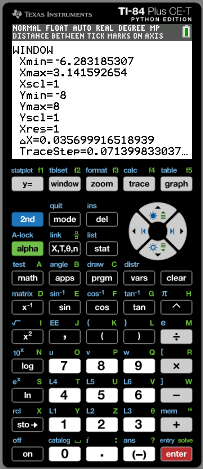 TEXAS INSTRUMENTS TI-84 Plus CE-T
PYTHON EDITION
NORMAL FLOAT AUTO REAL DEGREE MP
DISTANCE BETWEEN TICK MARKS ON AXIS
WINDOW
Xmin=-6.283185307
Xmax=3.141592654
Xscl=1
Ymin=-8
Ymax=8
Yscl=1
Xres=1
△X=0.035699916518939
TraceStep=0.071399833037…
statplot f1 tblset f2 format f3 calc f4 table f5
y= window zoom trace graph
quit ins
2nd mode del
A-lock link list
alpha X,T,θ,n stat
test A angle B draw C distr
math apps prgm vars clear
matrix D sin⁻¹ E cos⁻¹ F tan⁻¹ G π H
x⁻¹ sin cos tan ^
√ I EE J { K } L e M
x² , ( ) ÷
10ˣ N u O v P w Q [ R
log 7 8 9 ×
eˣ S L4 T L5 U L6 V ] W
ln 4 5 6 −
rcl X L1 Y L2 Z L3 θ mem "
sto→ 1 2 3 +
off catalog i : ans ? entry solve
on 0 . (−) enter